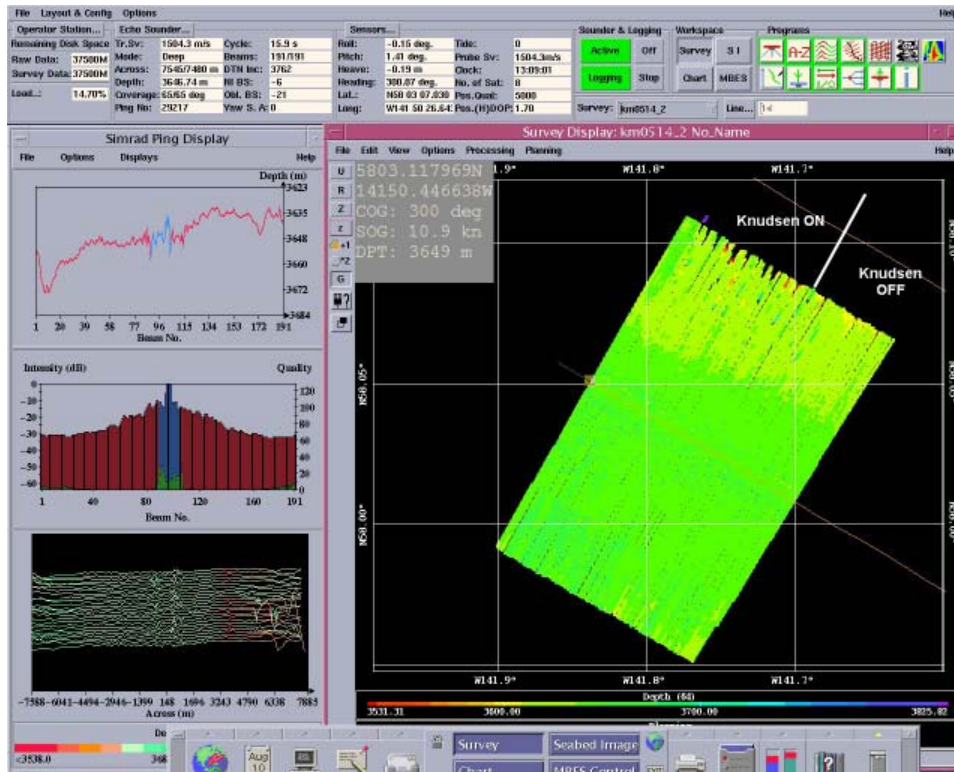 File Layout & Config Options Help
Operator Station... Echo Sounder... Sensors... Sounder & Logging Workspace Programs
Remaining Disk Space
Raw Data: 37500M
Survey Data: 37500M
Load..: 14.70%
Tr.Sv: 1504.3 m/s Cycle: 15.9 s
Mode: Deep Beams: 191/191
Across: 7545/7480 m DTN Inc: 3762
Depth: 3646.74 m NI BS: -6
Coverage: 65/65 deg Obl. BS: -21
Ping No: 29217 Yaw S. A: 0
Roll: -0.15 deg. Tide: 0
Pitch: 1.41 deg. Probe Sv: 1504.3m/s
Heave: -0.19 m Clock: 13:09:01
Heading: 300.07 deg. No. of Sat: 8
Lat.: N58 03 07.030 Pos.Qual: 5000
Long: W141 50 26.64 Pos.(H)DOP: 1.70
Active Off Survey S I
Logging Stop Chart MBES
Survey: km0514_2 Line...
Simrad Ping Display
File Options Displays Help
Depth (m)
3623
3635
3648
3660
3672
3684
1 20 39 58 77 96 115 134 153 172 191
Beam No.
Intensity (dB) Quality
0 120
-10 100
-20 80
-30 60
-40 40
-50 20
-60 0
1 40 80 120 160 191
Beam No.
-7588 -6041 -4494 -2946 -1399 148 1696 3243 4790 6338 7885
Across (m)
<3538.0
Survey Display: km0514_2 No_Name
File Edit View Options Processing Planning Help
U
R
Z
z
+1
^2
G
5803.117969N
14150.446638W
COG: 300 deg
SOG: 10.9 kn
DPT: 3649 m
W141.8° W141.7°
Knudsen ON
Knudsen OFF
N58.05°
N58.00°
W141.9° W141.8° W141.7°
Depth (64)
3531.31 3600.00 3700.00 3825.82
Aug 10
Survey Seabed Image
Chart MBES Control